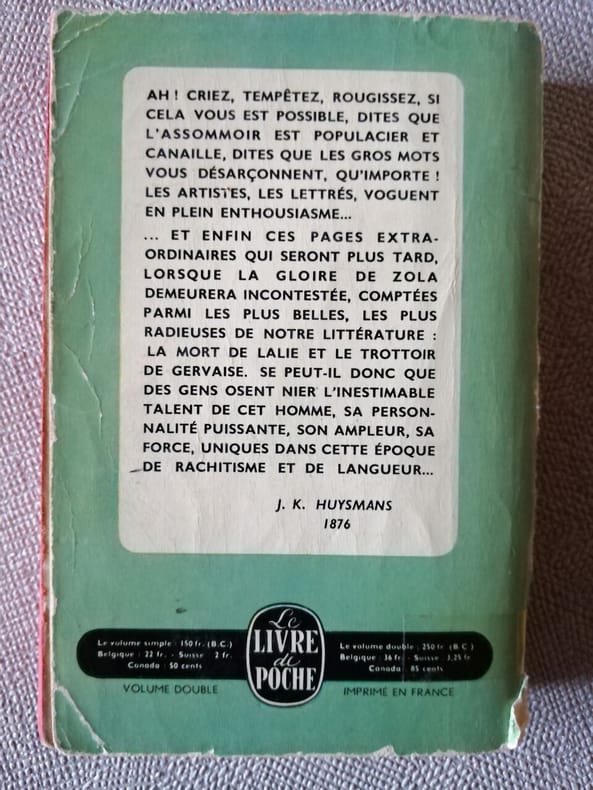 AH ! CRIEZ, TEMPÊTEZ, ROUGISSEZ, SI
CELA VOUS EST POSSIBLE, DITES QUE
L'ASSOMMOIR EST POPULACIER ET
CANAILLE, DITES QUE LES GROS MOTS
VOUS DÉSARÇONNENT, QU'IMPORTE !
LES ARTISTES, LES LETTRÉS, VOGUENT
EN PLEIN ENTHOUSIASME...
... ET ENFIN CES PAGES EXTRA-
ORDINAIRES QUI SERONT PLUS TARD,
LORSQUE LA GLOIRE DE ZOLA
DEMEURERA INCONTESTÉE, COMPTÉES
PARMI LES PLUS BELLES, LES PLUS
RADIEUSES DE NOTRE LITTÉRATURE :
LA MORT DE LALIE ET LE TROTTOIR
DE GERVAISE. SE PEUT-IL DONC QUE
DES GENS OSENT NIER L'INESTIMABLE
TALENT DE CET HOMME, SA PERSON-
NALITÉ PUISSANTE, SON AMPLEUR, SA
FORCE, UNIQUES DANS CETTE ÉPOQUE
DE RACHITISME ET DE LANGUEUR...
J. K. HUYSMANS
1876
Le volume simple : 150 fr. (B.C.)
Belgique : 22 fr. - Suisse : 2 fr.
Canada : 50 cents
VOLUME DOUBLE
Le
LIVRE
de
POCHE
Le volume double : 250 fr. (B C)
Belgique : 36 fr. - Suisse : 3,25 fr.
Canada : 85 cents
IMPRIMÉ EN FRANCE